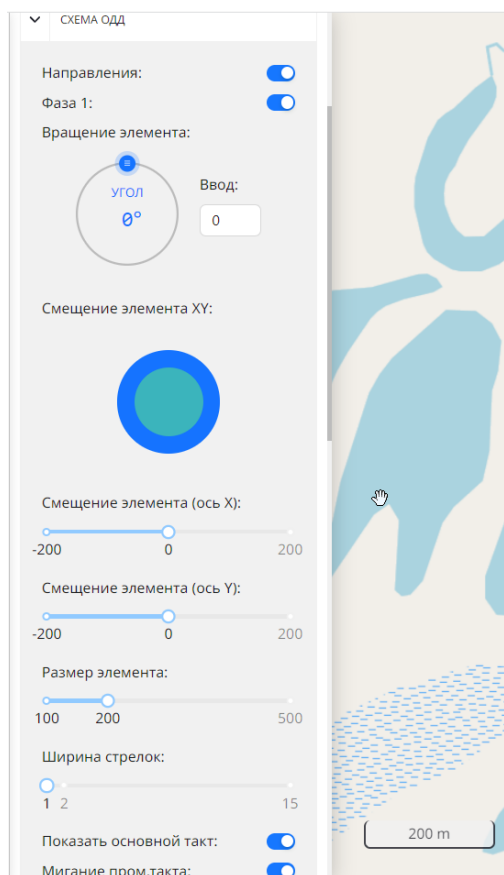 СХЕМА ОДД
Направления:
Фаза 1:
Вращение элемента:
УГОЛ
0°
Ввод:
0
Смещение элемента XY:
Смещение элемента (ось X):
-200 0 200
Смещение элемента (ось Y):
-200 0 200
Размер элемента:
100 200 500
Ширина стрелок:
1 2 15
Показать основной такт:
Мигание пром.такта:
200 m